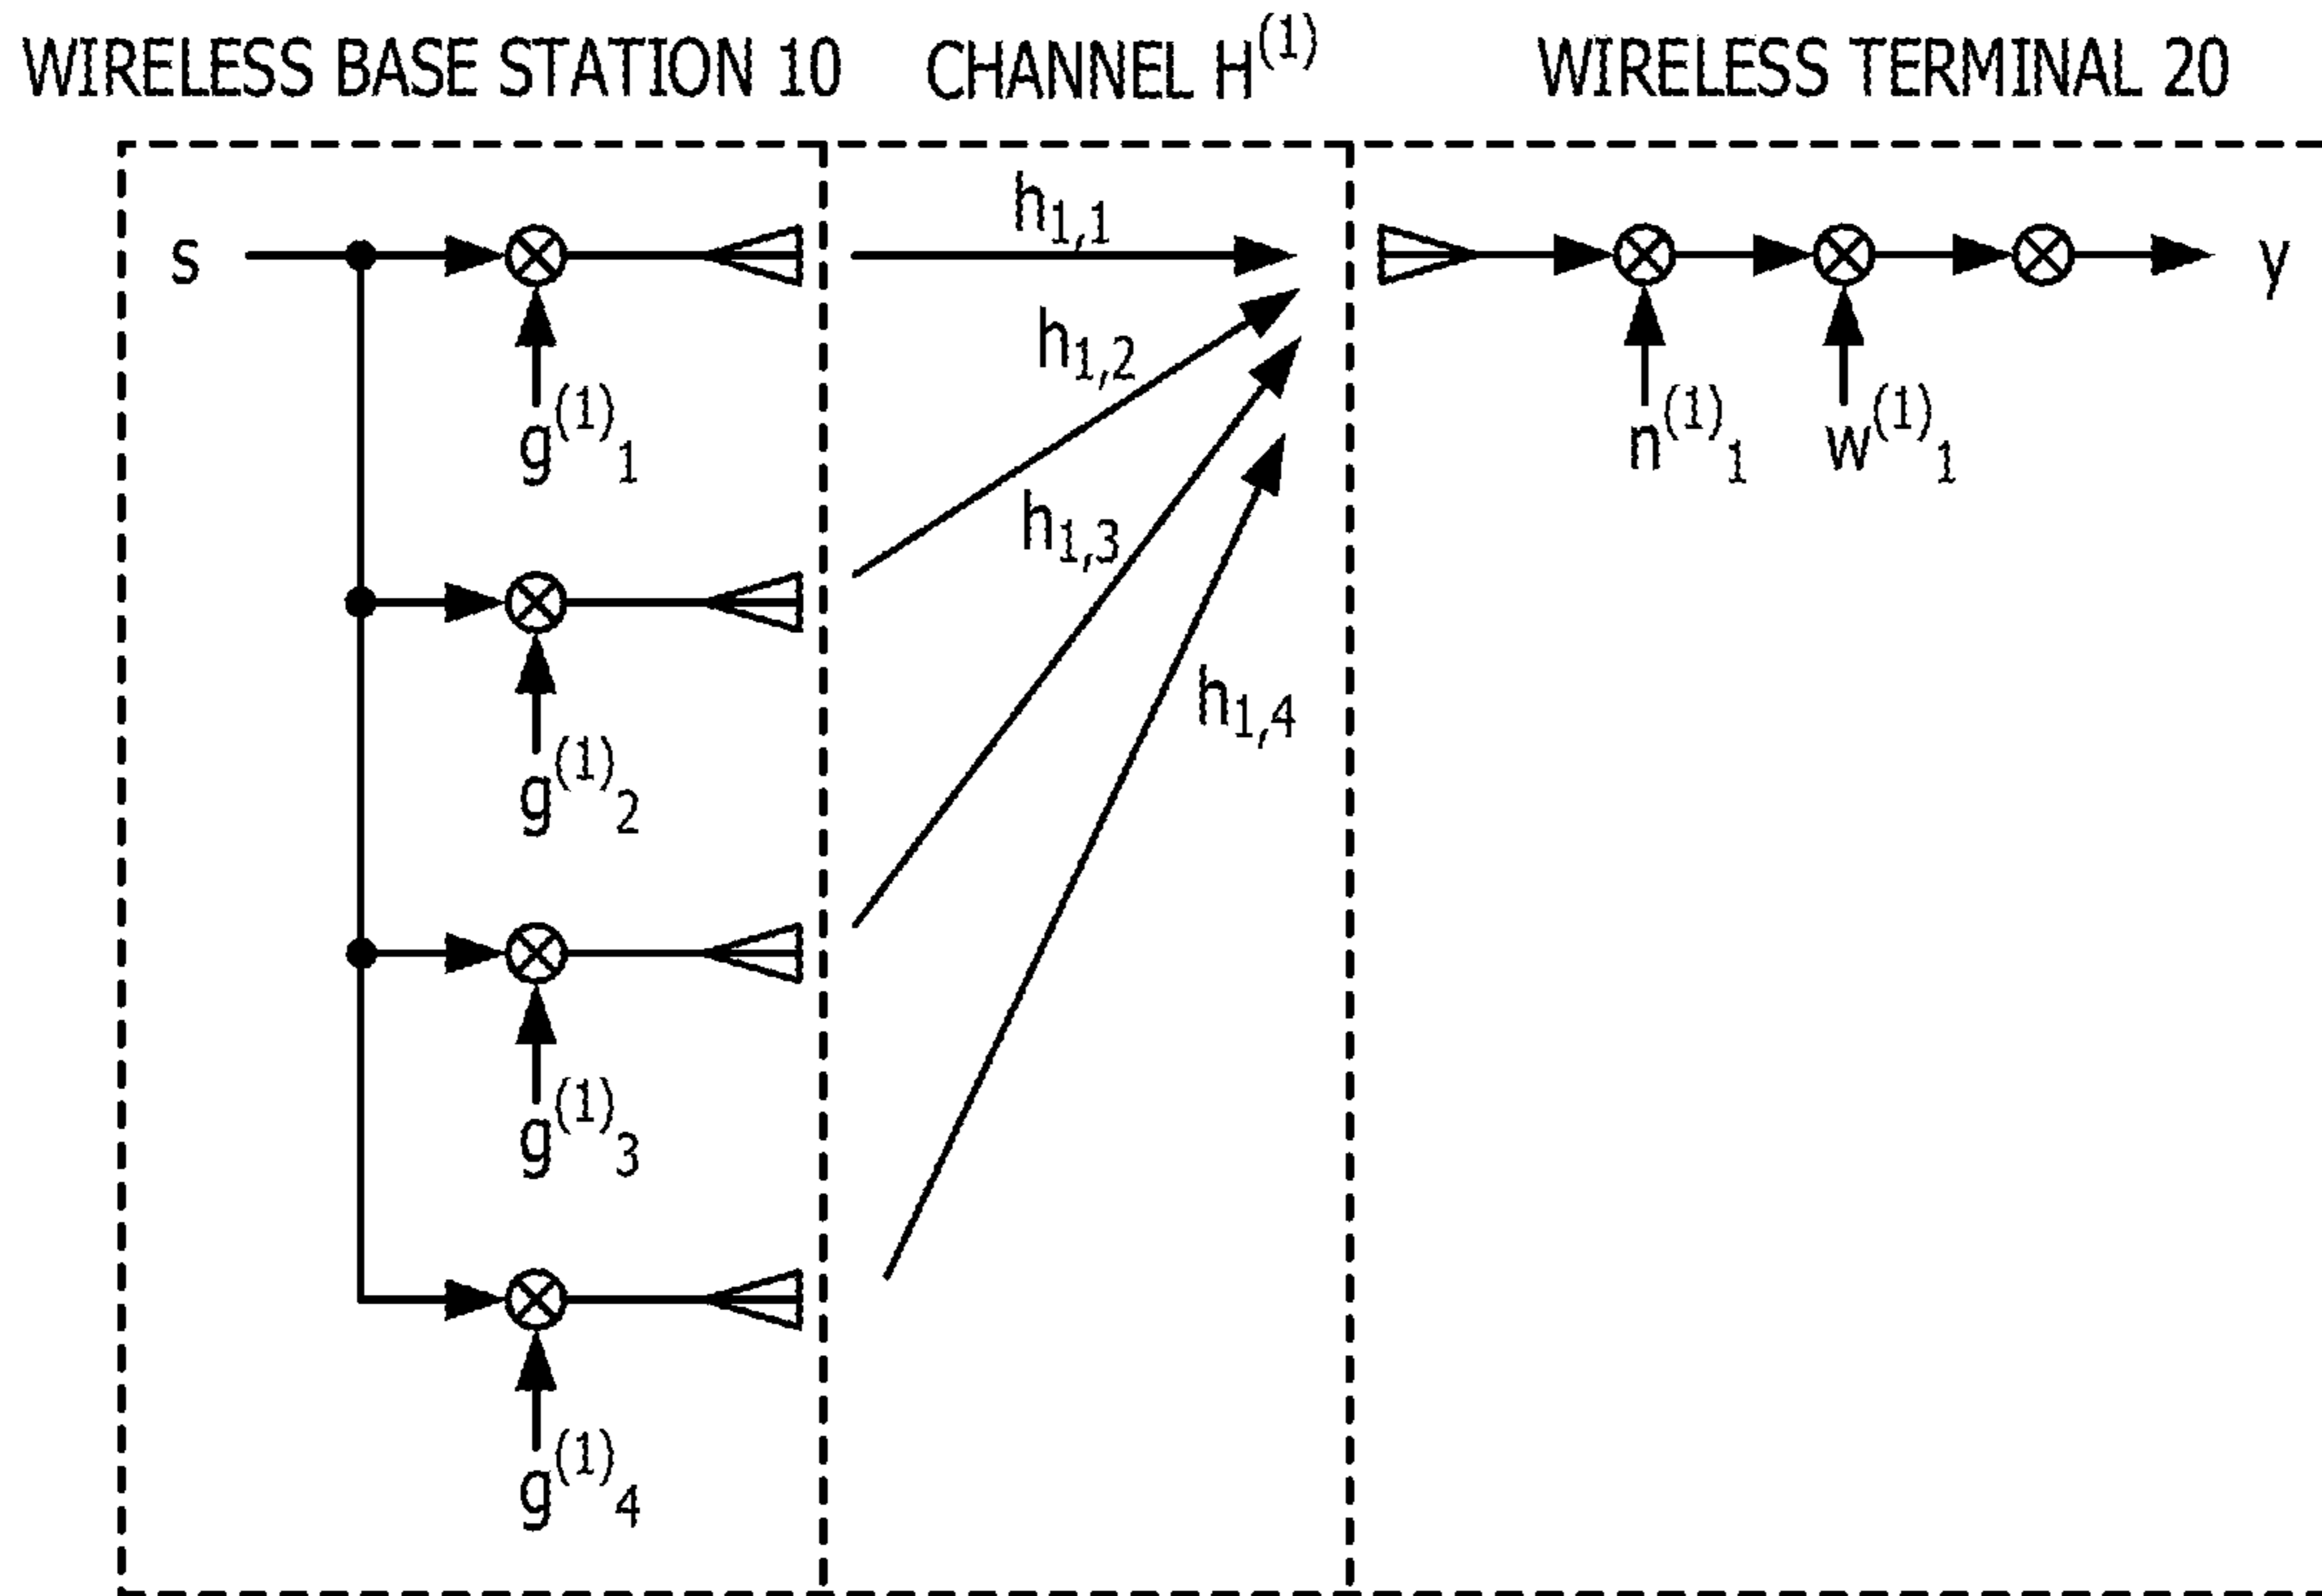 WIRELESS BASE STATION 10 CHANNEL H(1) WIRELESS TERMINAL 20
s h1,1 y
h1,2
g(1)1 n(1)1 w(1)1
h1,3
h1,4
g(1)2
g(1)3
g(1)4